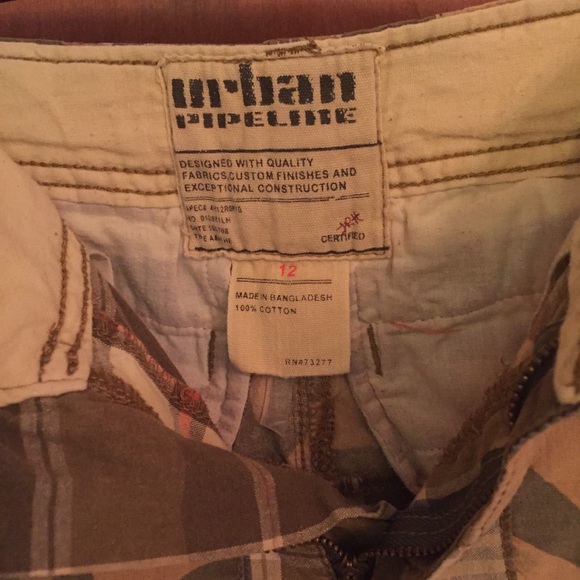 urban
PIPELINE
DESIGNED WITH QUALITY
FABRICS,CUSTOM FINISHES AND
EXCEPTIONAL CONSTRUCTION
CERTIFIED
12
MADE IN BANGLADESH
100% COTTON
RN#73277